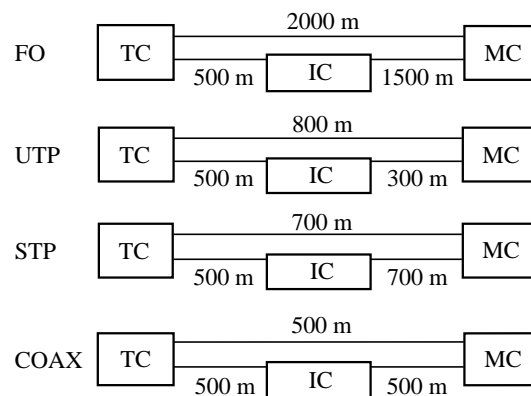 2000 m
FO TC IC MC
500 m 1500 m
800 m
UTP TC IC MC
500 m 300 m
700 m
STP TC IC MC
500 m 700 m
500 m
COAX TC IC MC
500 m 500 m